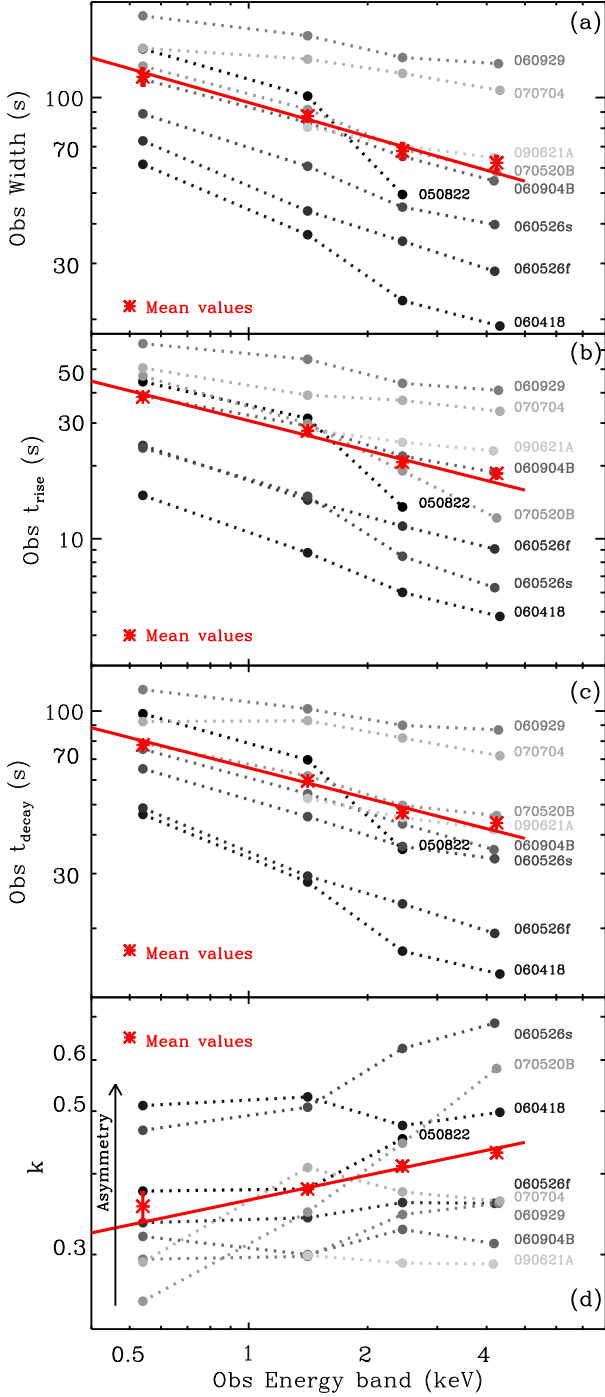 (a)
060929
070704
100
090621A
070520B
060904B
050822
060526s
060526f
060418
70
30
Obs Width (s)
Mean values
(b)
50
30
10
Obs t_rise (s)
060929
070704
090621A
060904B
050822
070520B
060526f
060526s
060418
Mean values
(c)
100
70
30
Obs t_decay (s)
060929
070704
070520B
090621A
060904B
050822
060526s
060526f
060418
Mean values
Mean values
0.6
0.5
0.3
k
Asymmetry
060526s
070520B
060418
050822
060526f
070704
060929
060904B
090621A
(d)
0.5 1 2 4
Obs Energy band (keV)